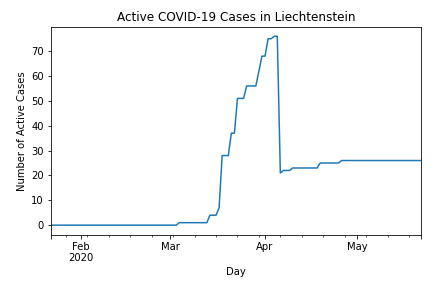 Active COVID-19 Cases in Liechtenstein
Number of Active Cases
70
60
50
40
30
20
10
0
Feb
2020
Mar
Apr
May
Day